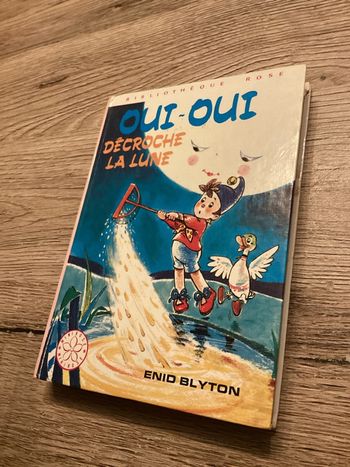 BIBLIOTHÈQUE ROSE
OUI-OUI
DÉCROCHE
LA LUNE
ENID BLYTON